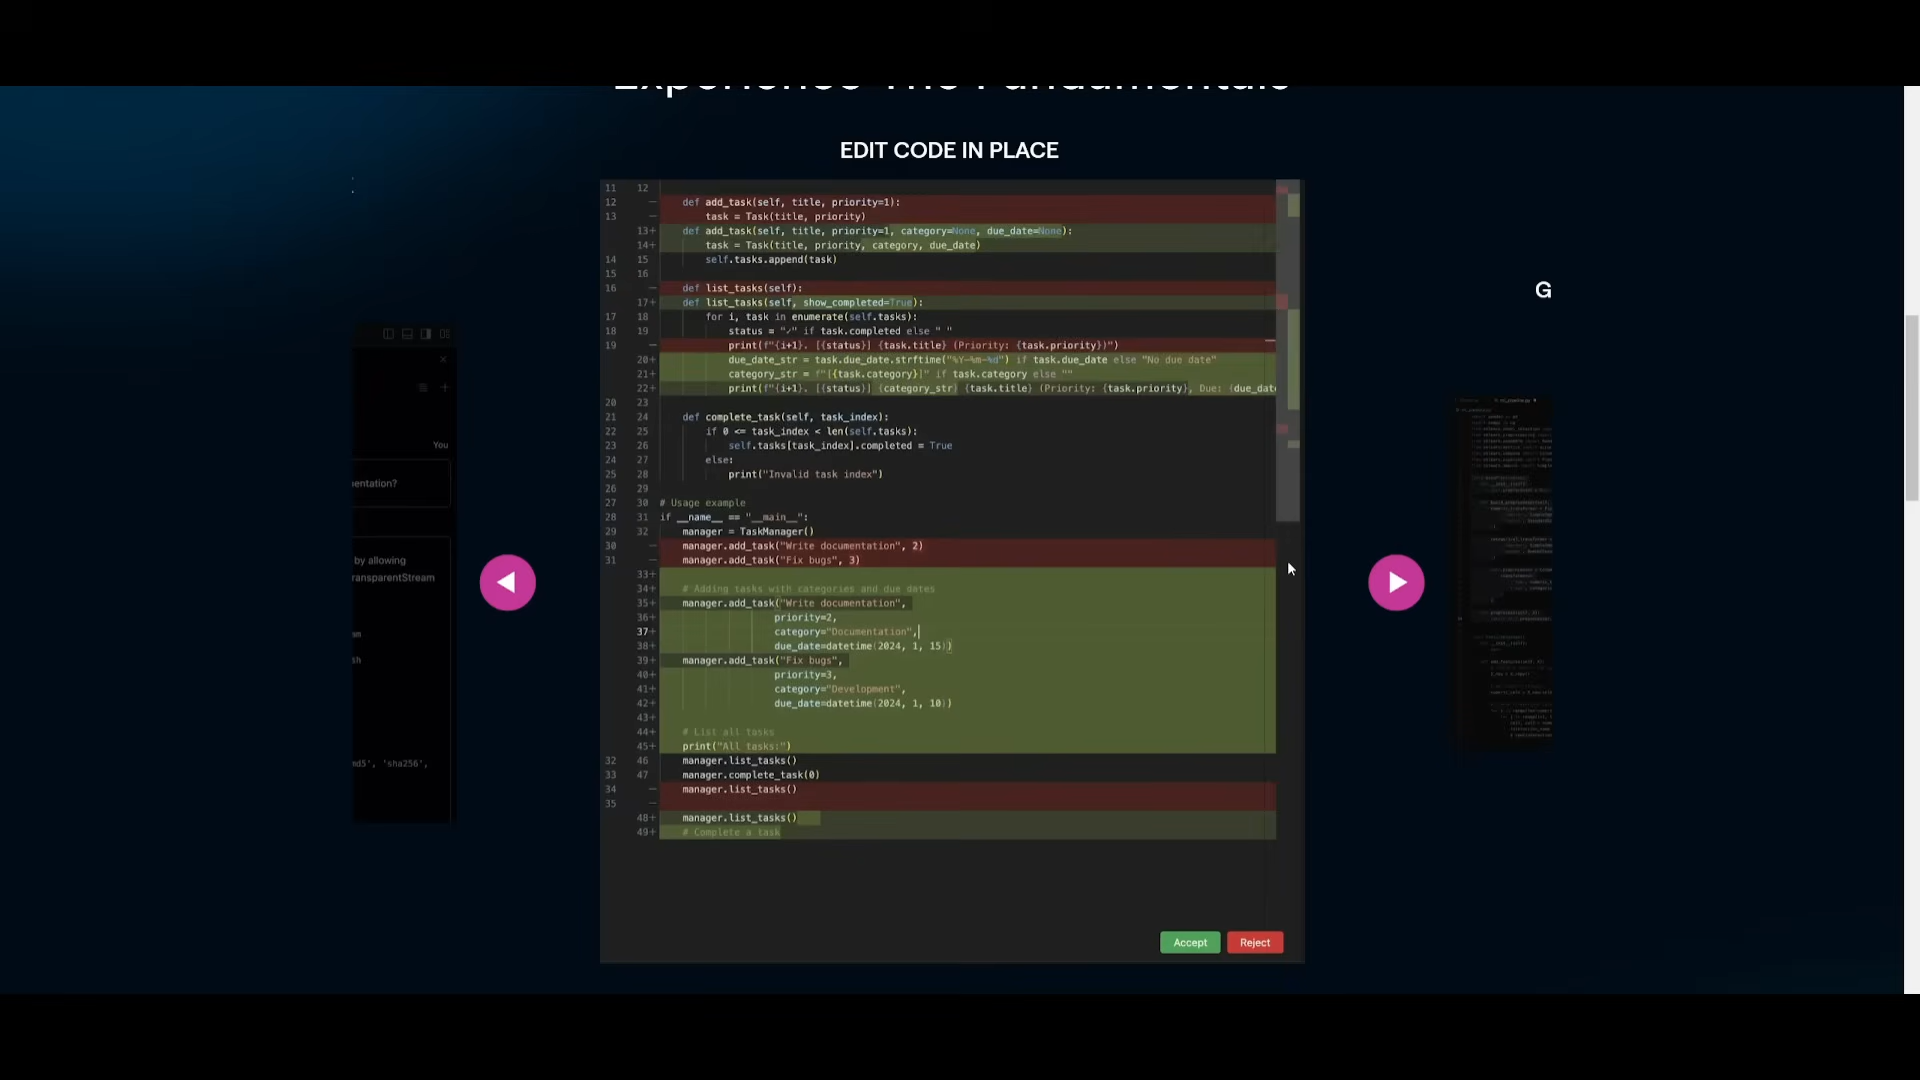 Experience The Fundamentals
EDIT CODE IN PLACE
G
You
entation?
by allowing
ransparentStream
am
sh
md5', 'sha256',
11 12
12 − def add_task(self, title, priority=1):
13 − task = Task(title, priority)
13+ def add_task(self, title, priority=1, category=None, due_date=None):
14+ task = Task(title, priority, category, due_date)
14 15 self.tasks.append(task)
15 16
16 − def list_tasks(self):
17+ def list_tasks(self, show_completed=True):
17 18 for i, task in enumerate(self.tasks):
18 19 status = "✓" if task.completed else " "
19 − print(f"{i+1}. [{status}] {task.title} (Priority: {task.priority})")
20+ due_date_str = task.due_date.strftime("%Y-%m-%d") if task.due_date else "No due date"
21+ category_str = f"[{task.category}]" if task.category else ""
22+ print(f"{i+1}. [{status}] {category_str} {task.title} (Priority: {task.priority}, Due: {due_date
20 23
21 24 def complete_task(self, task_index):
22 25 if 0 <= task_index < len(self.tasks):
23 26 self.tasks[task_index].completed = True
24 27 else:
25 28 print("Invalid task index")
26 29
27 30 # Usage example
28 31 if __name__ == "__main__":
29 32 manager = TaskManager()
30 − manager.add_task("Write documentation", 2)
31 − manager.add_task("Fix bugs", 3)
33+
34+ # Adding tasks with categories and due dates
35+ manager.add_task("Write documentation",
36+ priority=2,
37+ category="Documentation",
38+ due_date=datetime(2024, 1, 15))
39+ manager.add_task("Fix bugs",
40+ priority=3,
41+ category="Development",
42+ due_date=datetime(2024, 1, 10))
43+
44+ # List all tasks
45+ print("All tasks:")
32 46 manager.list_tasks()
33 47 manager.complete_task(0)
34 − manager.list_tasks()
35 −
48+ manager.list_tasks()
49+ # Complete a task
Accept Reject